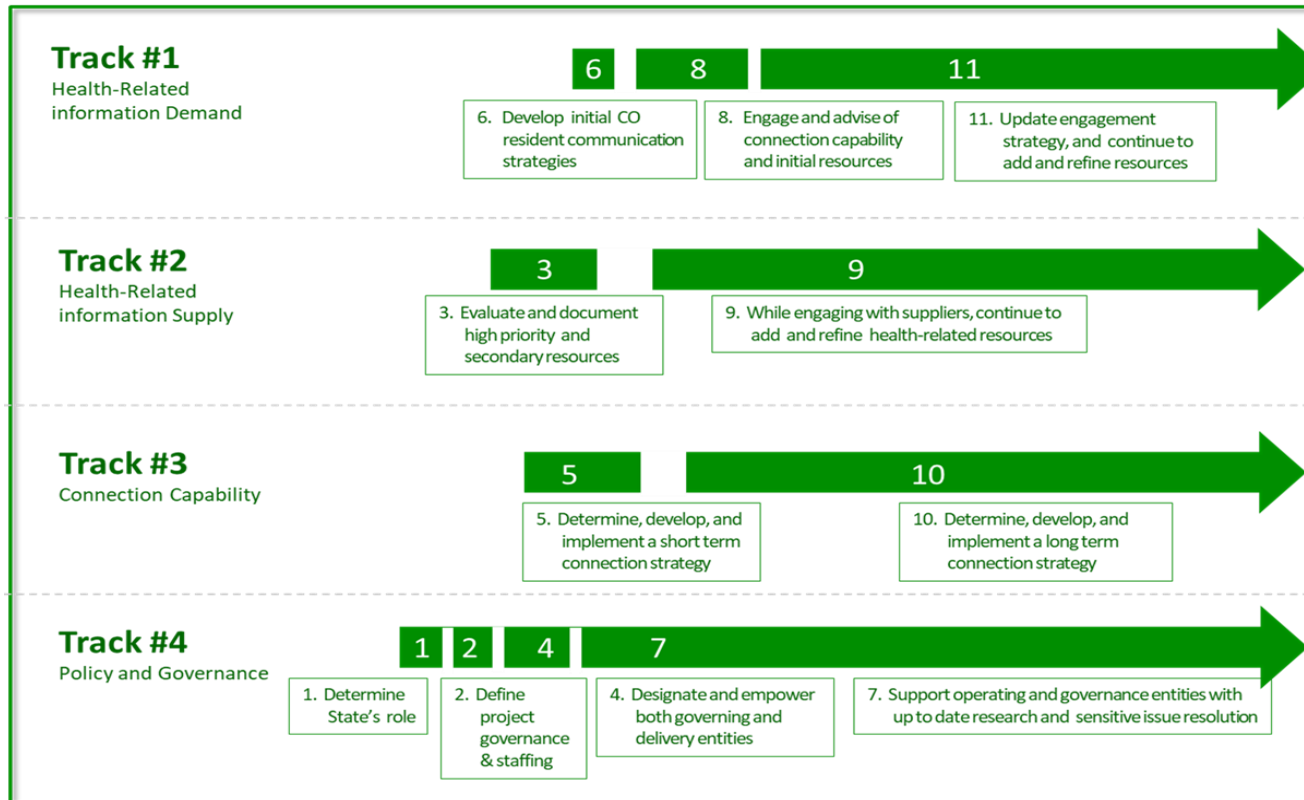 Track #1
Health-Related
information Demand
6
8
11
6. Develop initial CO
resident communication
strategies
8. Engage and advise of
connection capability
and initial resources
11. Update engagement
strategy, and continue to
add and refine resources
Track #2
Health-Related
information Supply
3
9
3. Evaluate and document
high priority and
secondary resources
9. While engaging with suppliers, continue to
add and refine health-related resources
Track #3
Connection Capability
5
10
5. Determine, develop, and
implement a short term
connection strategy
10. Determine, develop, and
implement a long term
connection strategy
Track #4
Policy and Governance
1
2
4
7
1. Determine
State's role
2. Define
project
governance
& staffing
4. Designate and empower
both governing and
delivery entities
7. Support operating and governance entities with
up to date research and sensitive issue resolution